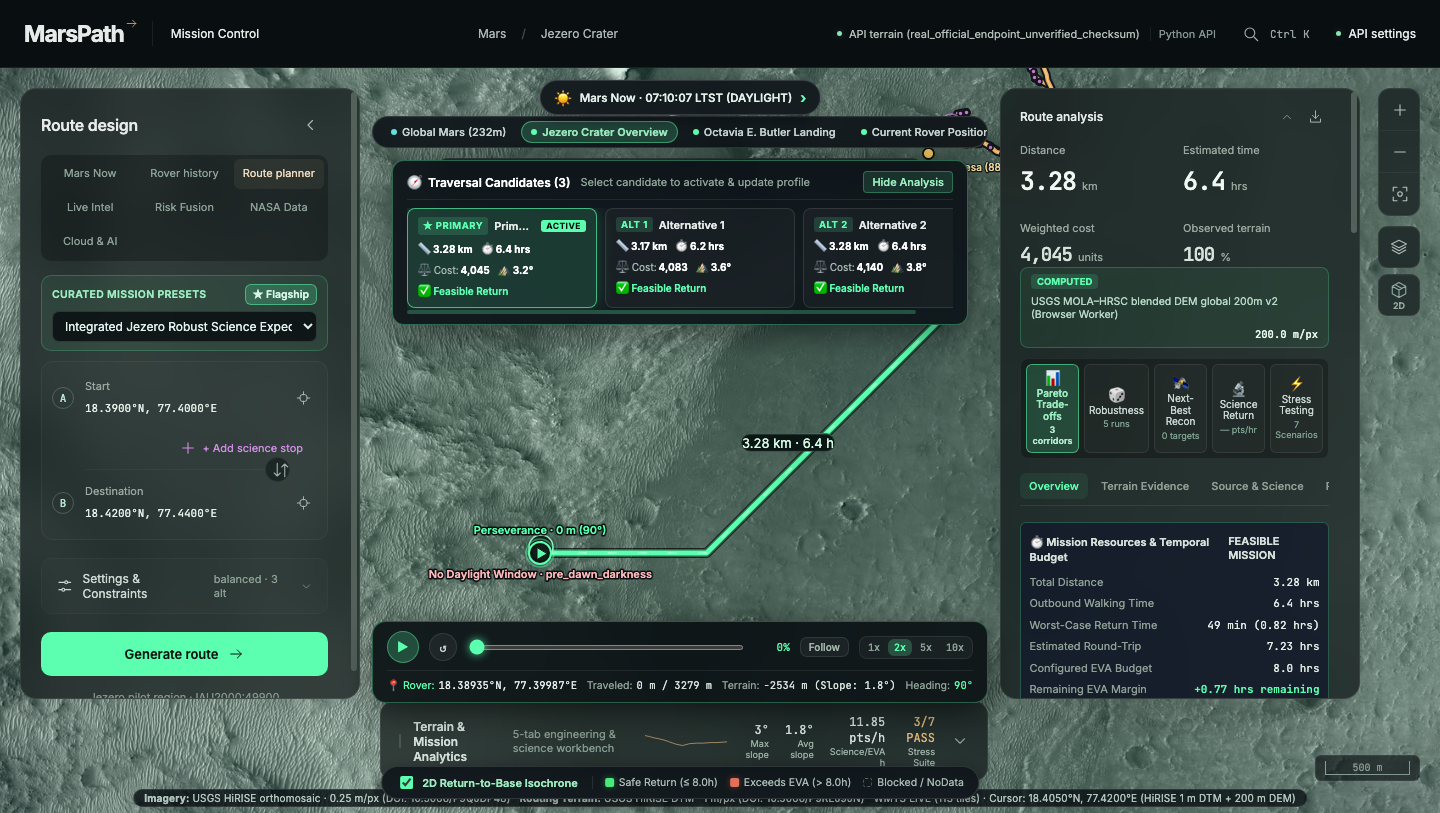 MarsPath→
Mission Control
Mars / Jezero Crater
API terrain (real_official_endpoint_unverified_checksum)
Python API
Ctrl K
API settings
Route design
Mars Now
Rover history
Route planner
Live Intel
Risk Fusion
NASA Data
Cloud & AI
CURATED MISSION PRESETS
★ Flagship
Integrated Jezero Robust Science Expec
A
Start
18.3900°N, 77.4000°E
+ Add science stop
B
Destination
18.4200°N, 77.4400°E
Settings & Constraints
balanced · 3 alt
Generate route →
Jezero pilot region · IAU2000:49900
Mars Now · 07:10:07 LTST (DAYLIGHT) ›
Global Mars (232m)
Jezero Crater Overview
Octavia E. Butler Landing
Current Rover Position
Traversal Candidates (3)
Select candidate to activate & update profile
Hide Analysis
★ PRIMARY Prim... ACTIVE
3.28 km 6.4 hrs
Cost: 4,045 3.2°
Feasible Return
ALT 1 Alternative 1
3.17 km 6.2 hrs
Cost: 4,083 3.6°
Feasible Return
ALT 2 Alternative 2
3.28 km 6.4 hrs
Cost: 4,140 3.8°
Feasible Return
3.28 km · 6.4 h
Perseverance · 0 m (90°)
No Daylight Window · pre_dawn_darkness
0%
Follow
1x 2x 5x 10x
Rover: 18.38935°N, 77.39987°E Traveled: 0 m / 3279 m Terrain: -2534 m (Slope: 1.8°) Heading: 90°
Terrain & Mission Analytics
5-tab engineering & science workbench
3° Max slope
1.8° Avg slope
11.85 pts/h Science/EVA h
3/7 PASS Stress Suite
2D Return-to-Base Isochrone
Safe Return (≤ 8.0h)
Exceeds EVA (> 8.0h)
Blocked / NoData
Imagery: USGS HiRISE orthomosaic · 0.25 m/px
· Cursor: 18.4050°N, 77.4200°E (HiRISE 1 m DTM + 200 m DEM)
Route analysis
Distance
3.28 km
Estimated time
6.4 hrs
Weighted cost
4,045 units
Observed terrain
100 %
COMPUTED
USGS MOLA–HRSC blended DEM global 200m v2
(Browser Worker)
200.0 m/px
Pareto Trade-offs
3 corridors
Robustness
5 runs
Next-Best Recon
0 targets
Science Return
— pts/hr
Stress Testing
7 Scenarios
Overview
Terrain Evidence
Source & Science
Mission Resources & Temporal Budget
FEASIBLE MISSION
Total Distance 3.28 km
Outbound Walking Time 6.4 hrs
Worst-Case Return Time 49 min (0.82 hrs)
Estimated Round-Trip 7.23 hrs
Configured EVA Budget 8.0 hrs
Remaining EVA Margin +0.77 hrs remaining
2D
500 m